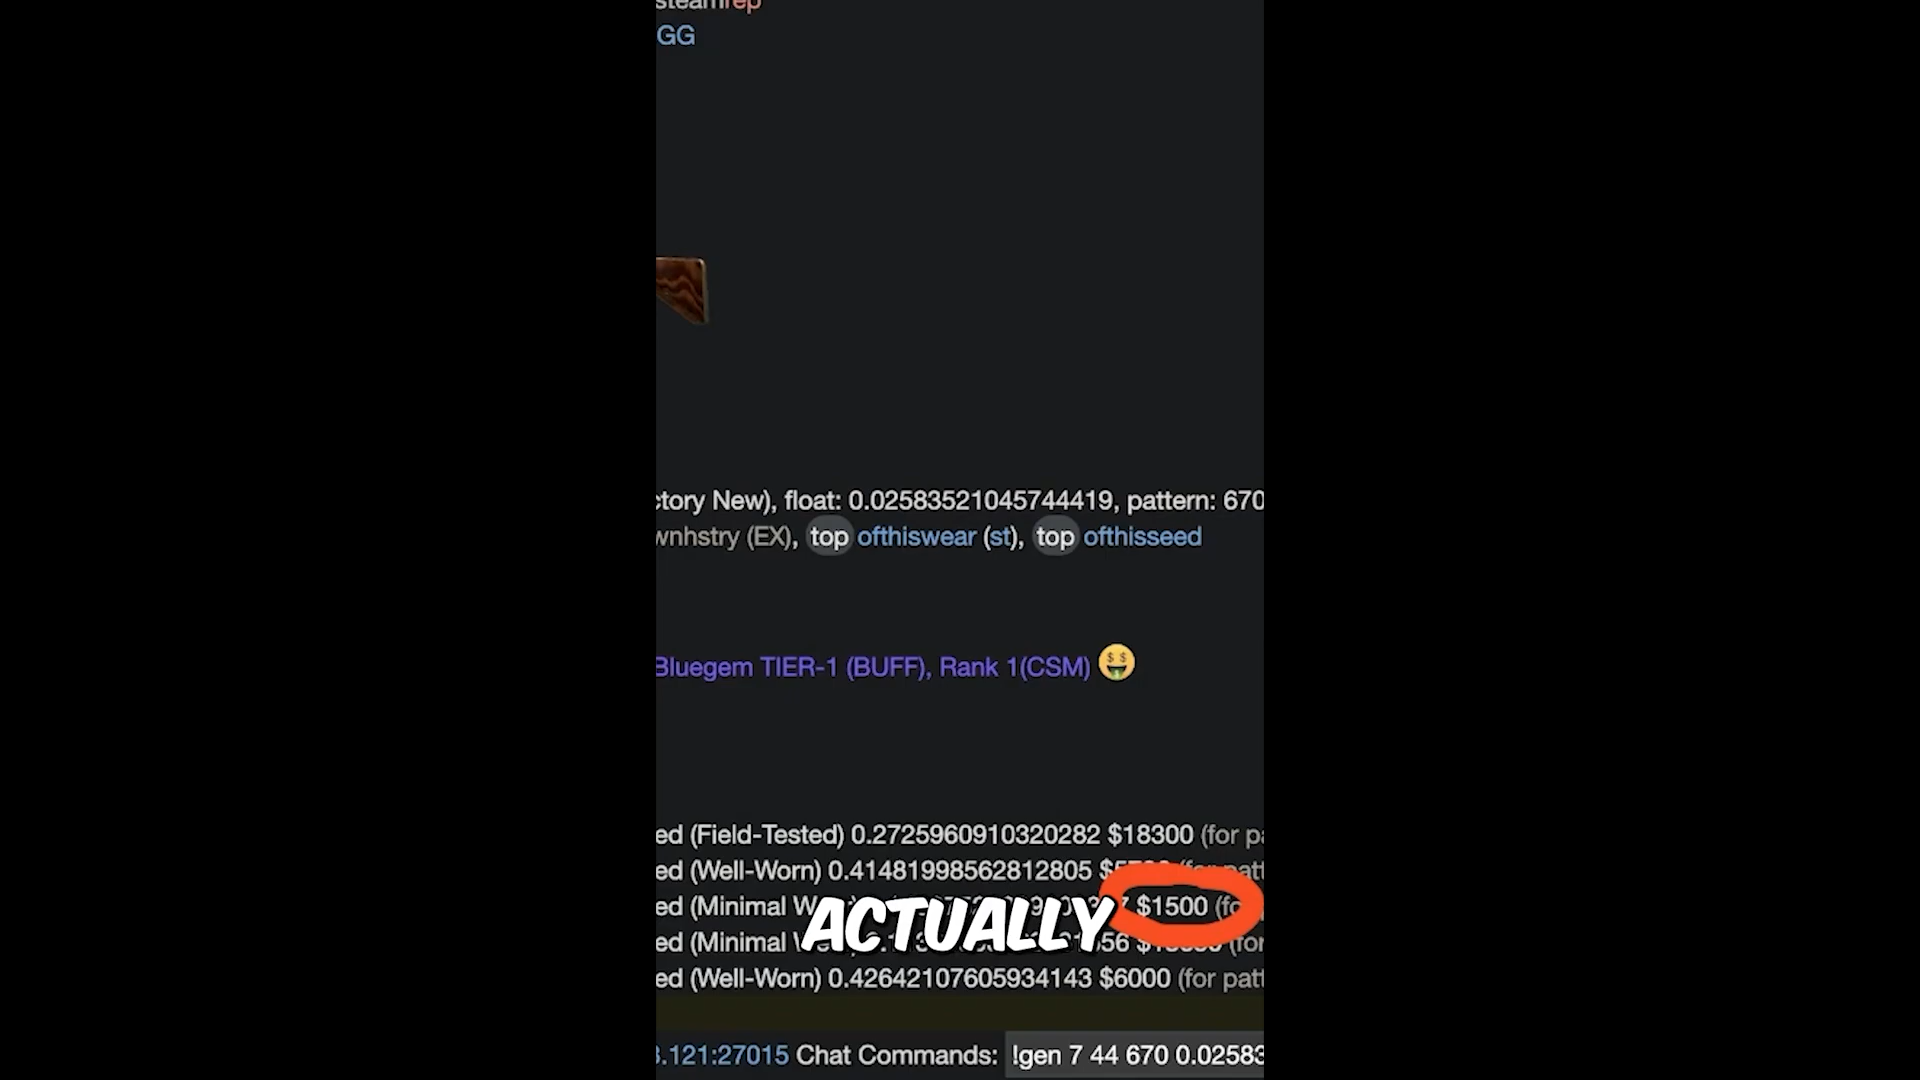 steamrep
GG
ctory New), float: 0.02583521045744419, pattern: 670
wnhstry (EX), top ofthiswear (st), top ofthisseed
Bluegem TIER-1 (BUFF), Rank 1(CSM)
ed (Field-Tested) 0.2725960910320282 $18300 (for pa
ed (Well-Worn) 0.41481998562812805
ed (Minimal $1500 (fo
ACTUALLY
ed (Minimal
ed (Well-Worn) 0.42642107605934143 $6000 (for patt
3.121:27015 Chat Commands: !gen 7 44 670 0.02583